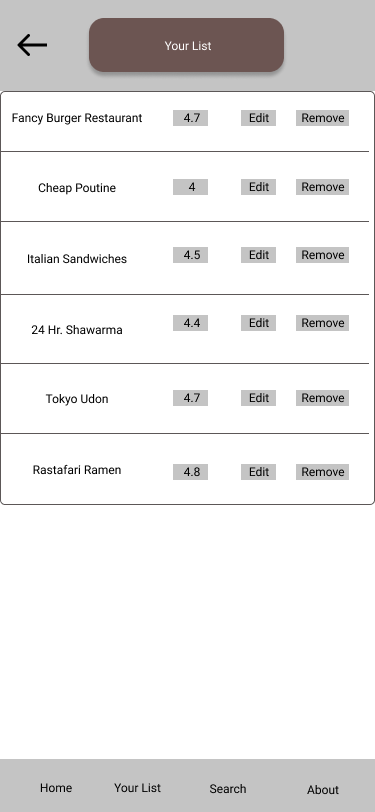 Your List
Fancy Burger Restaurant 4.7 Edit Remove
Cheap Poutine 4 Edit Remove
Italian Sandwiches 4.5 Edit Remove
24 Hr. Shawarma 4.4 Edit Remove
Tokyo Udon 4.7 Edit Remove
Rastafari Ramen 4.8 Edit Remove
Home Your List Search About